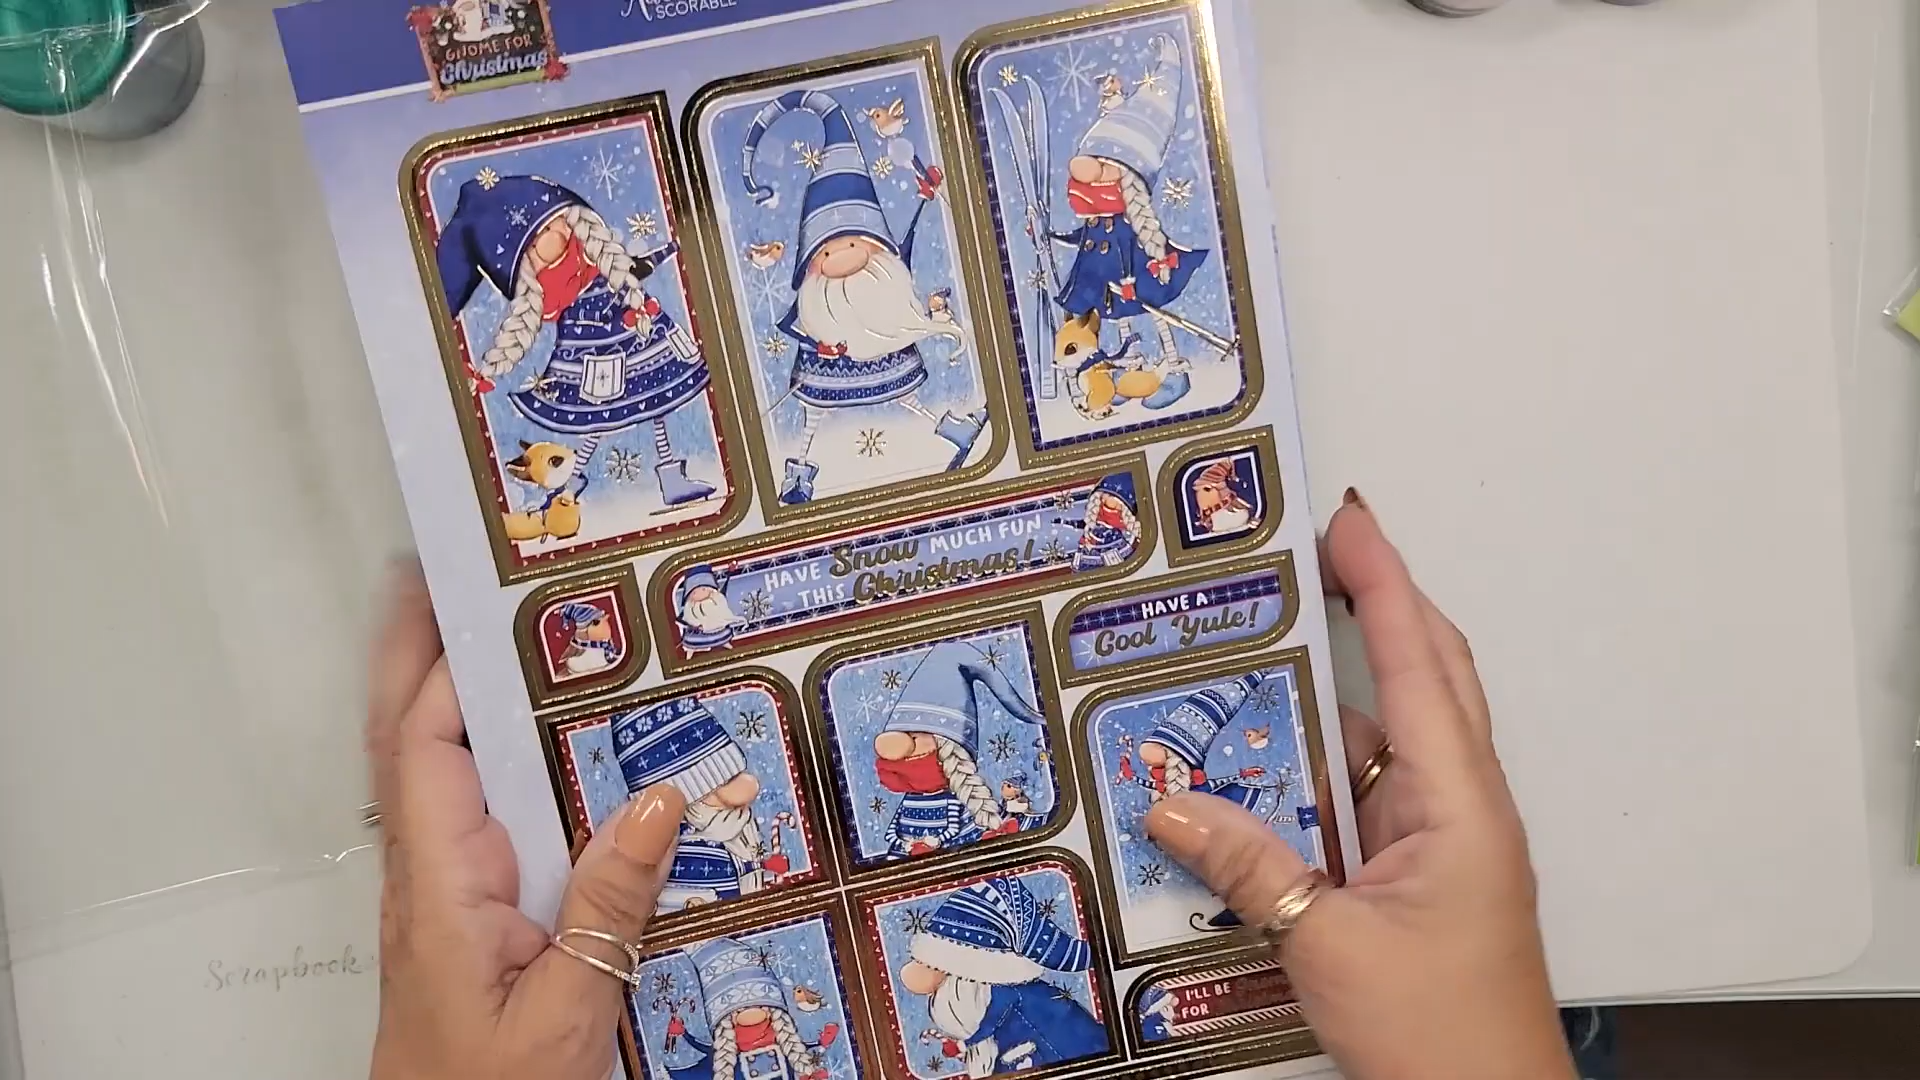 SCORABLE
GNOME FOR
Christmas
HAVE Snow MUCH FUN
THIS Christmas!
HAVE A
Cool Yule!
I'LL BE
FOR
Scrapbook